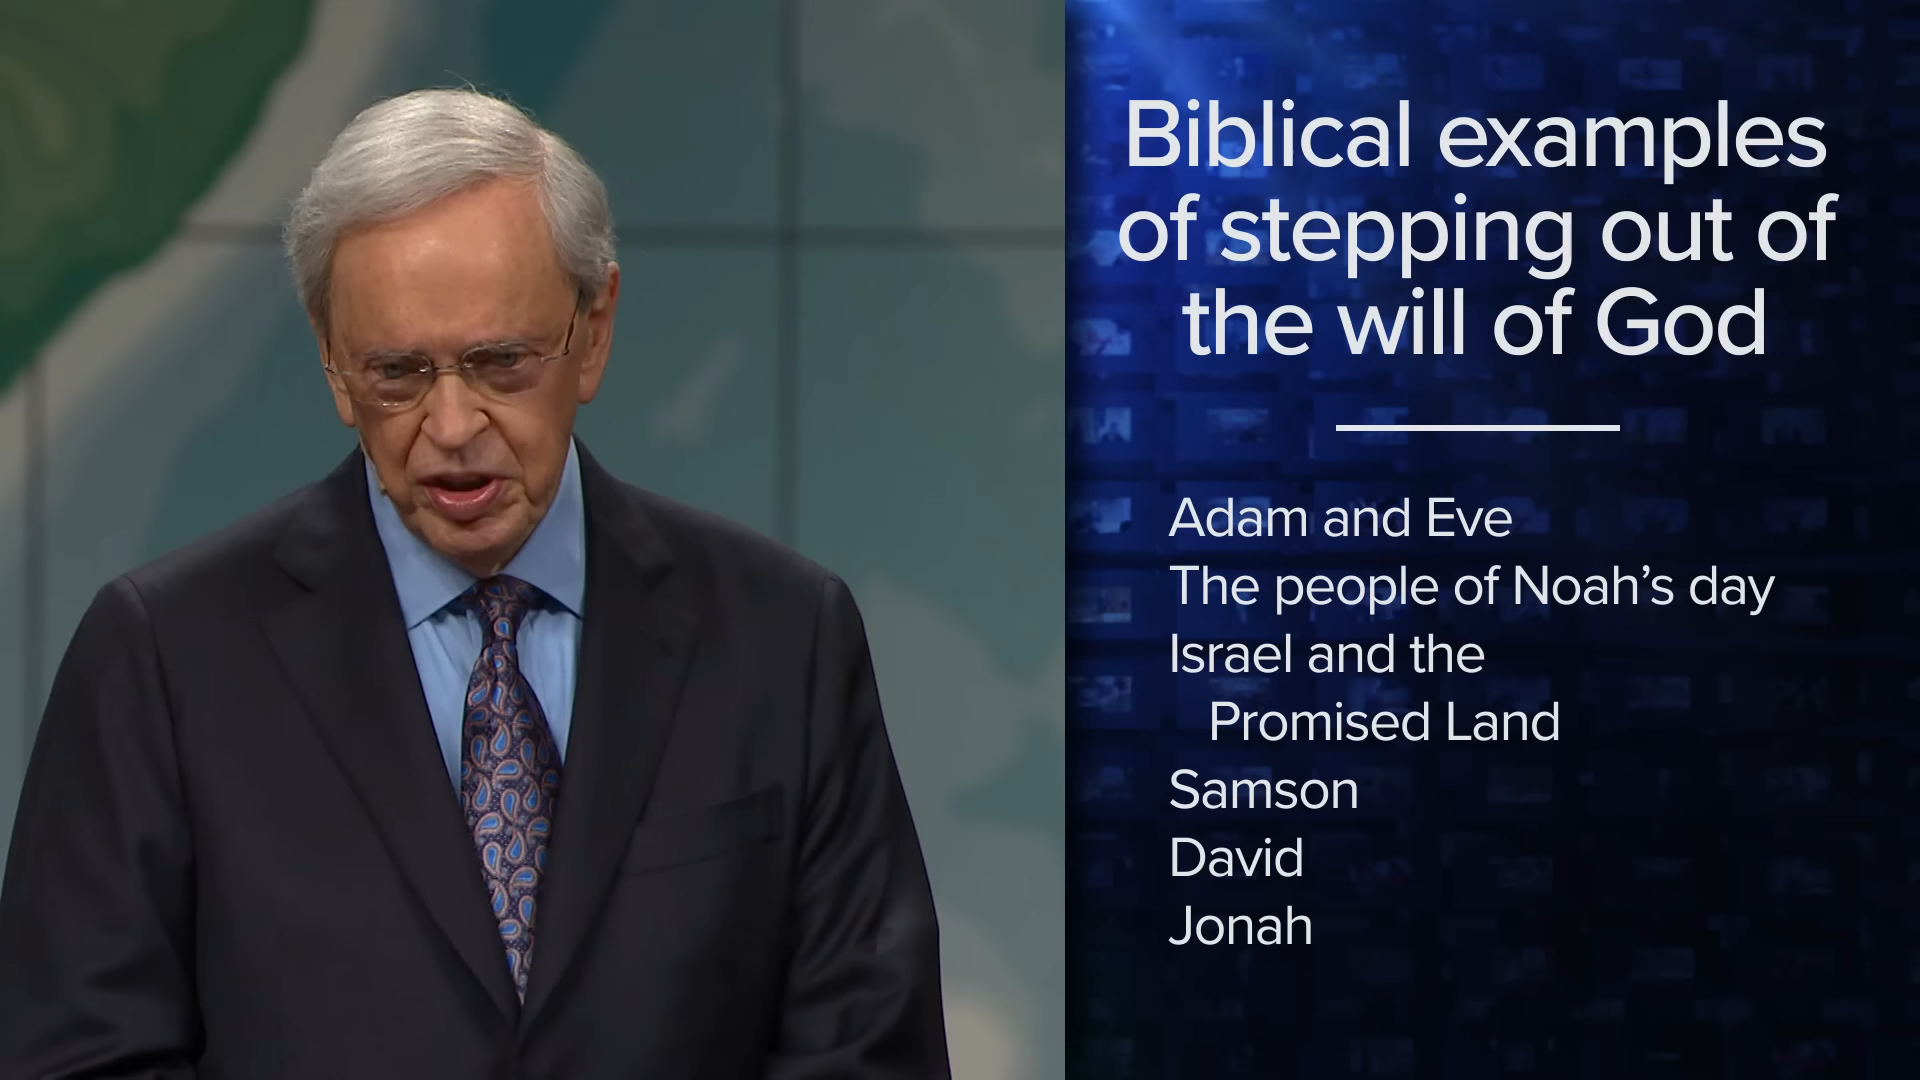 Biblical examples
of stepping out of
the will of God
Adam and Eve
The people of Noah’s day
Israel and the
Promised Land
Samson
David
Jonah